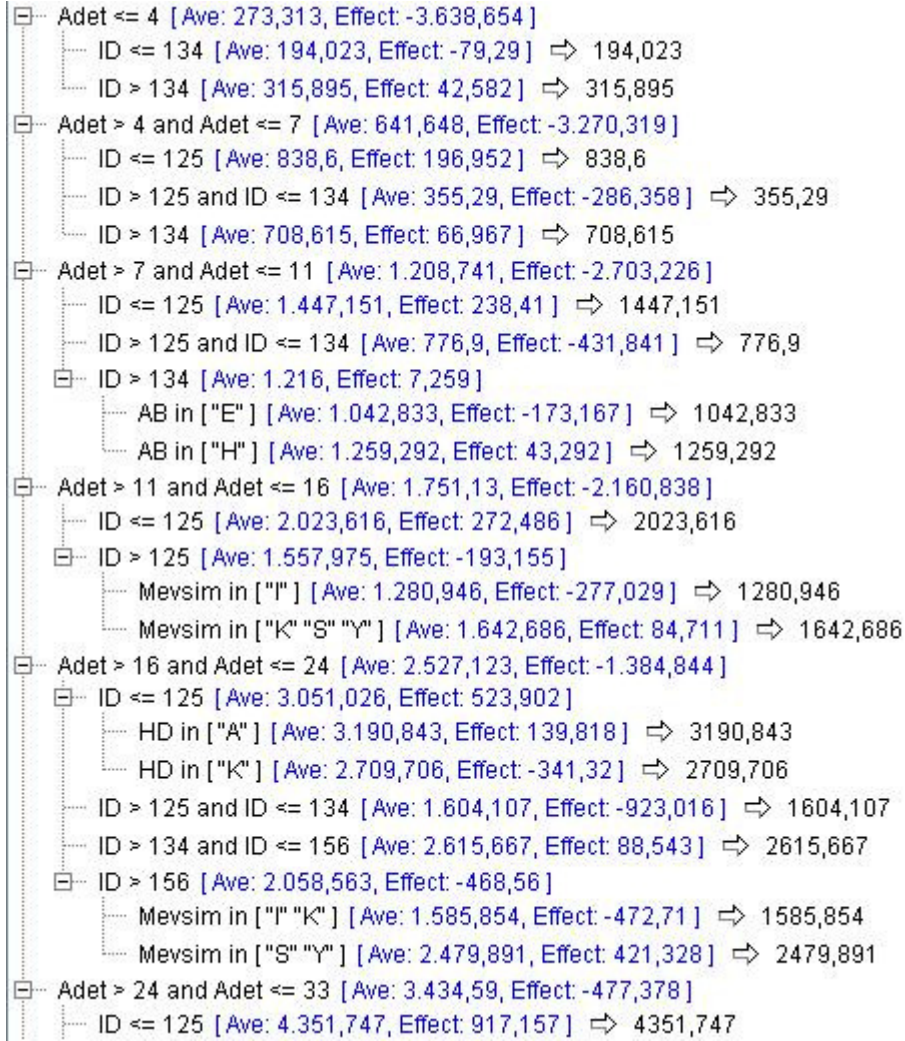 Adet <= 4 [Ave: 273,313, Effect: -3.638,654]
ID <= 134 [Ave: 194,023, Effect: -79,29] ⇨ 194,023
ID > 134 [Ave: 315,895, Effect: 42,582] ⇨ 315,895
Adet > 4 and Adet <= 7 [Ave: 641,648, Effect: -3.270,319]
ID <= 125 [Ave: 838,6, Effect: 196,952] ⇨ 838,6
ID > 125 and ID <= 134 [Ave: 355,29, Effect: -286,358] ⇨ 355,29
ID > 134 [Ave: 708,615, Effect: 66,967] ⇨ 708,615
Adet > 7 and Adet <= 11 [Ave: 1.208,741, Effect: -2.703,226]
ID <= 125 [Ave: 1.447,151, Effect: 238,41] ⇨ 1447,151
ID > 125 and ID <= 134 [Ave: 776,9, Effect: -431,841] ⇨ 776,9
ID > 134 [Ave: 1.216, Effect: 7,259]
AB in ["E"] [Ave: 1.042,833, Effect: -173,167] ⇨ 1042,833
AB in ["H"] [Ave: 1.259,292, Effect: 43,292] ⇨ 1259,292
Adet > 11 and Adet <= 16 [Ave: 1.751,13, Effect: -2.160,838]
ID <= 125 [Ave: 2.023,616, Effect: 272,486] ⇨ 2023,616
ID > 125 [Ave: 1.557,975, Effect: -193,155]
Mevsim in ["I"] [Ave: 1.280,946, Effect: -277,029] ⇨ 1280,946
Mevsim in ["K" "S" "Y"] [Ave: 1.642,686, Effect: 84,711] ⇨ 1642,686
Adet > 16 and Adet <= 24 [Ave: 2.527,123, Effect: -1.384,844]
ID <= 125 [Ave: 3.051,026, Effect: 523,902]
HD in ["A"] [Ave: 3.190,843, Effect: 139,818] ⇨ 3190,843
HD in ["K"] [Ave: 2.709,706, Effect: -341,32] ⇨ 2709,706
ID > 125 and ID <= 134 [Ave: 1.604,107, Effect: -923,016] ⇨ 1604,107
ID > 134 and ID <= 156 [Ave: 2.615,667, Effect: 88,543] ⇨ 2615,667
ID > 156 [Ave: 2.058,563, Effect: -468,56]
Mevsim in ["I" "K"] [Ave: 1.585,854, Effect: -472,71] ⇨ 1585,854
Mevsim in ["S" "Y"] [Ave: 2.479,891, Effect: 421,328] ⇨ 2479,891
Adet > 24 and Adet <= 33 [Ave: 3.434,59, Effect: -477,378]
ID <= 125 [Ave: 4.351,747, Effect: 917,157] ⇨ 4351,747